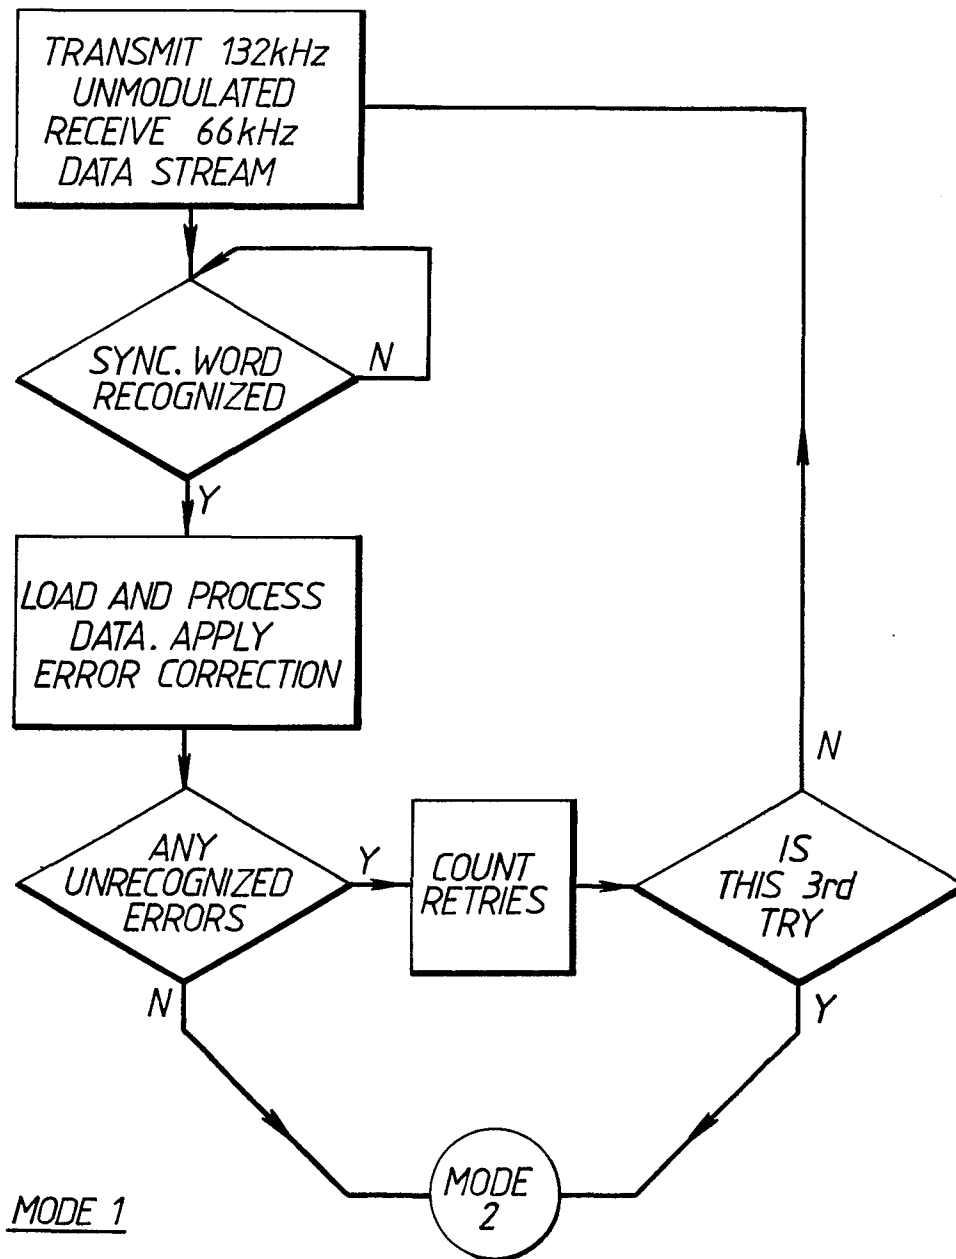 TRANSMIT 132kHz
UNMODULATED
RECEIVE 66kHz
DATA STREAM
SYNC. WORD
RECOGNIZED
N
Y
LOAD AND PROCESS
DATA. APPLY
ERROR CORRECTION
ANY
UNRECOGNIZED
ERRORS
Y
N
COUNT
RETRIES
IS
THIS 3rd
TRY
N
Y
MODE
2
MODE 1